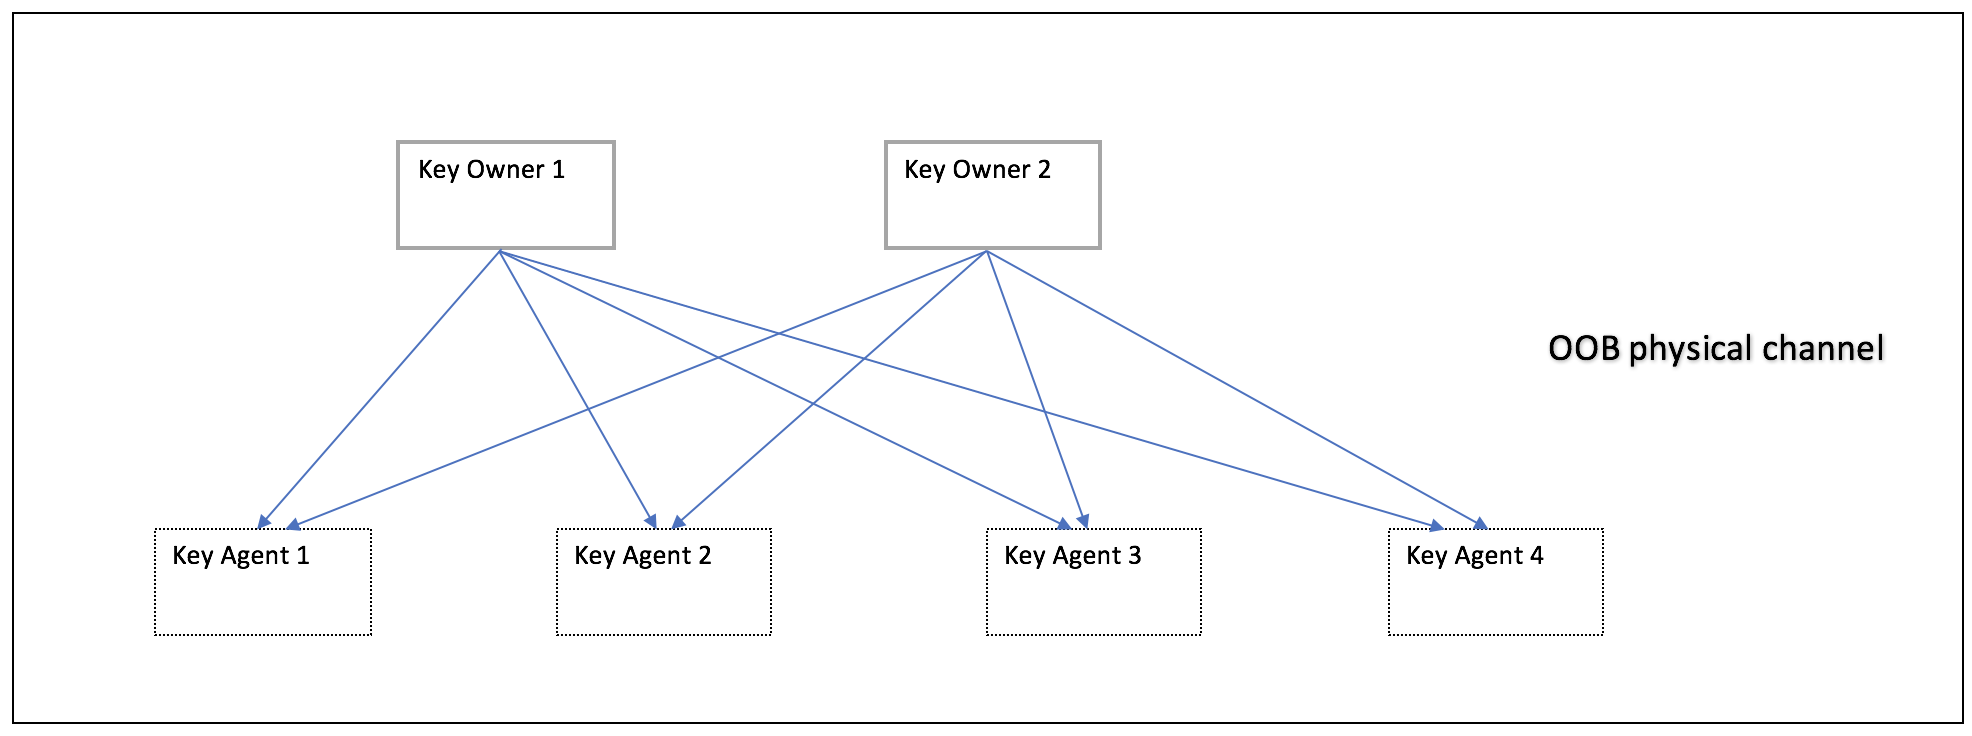 Key Owner 1
Key Owner 2
OOB physical channel
Key Agent 1
Key Agent 2
Key Agent 3
Key Agent 4